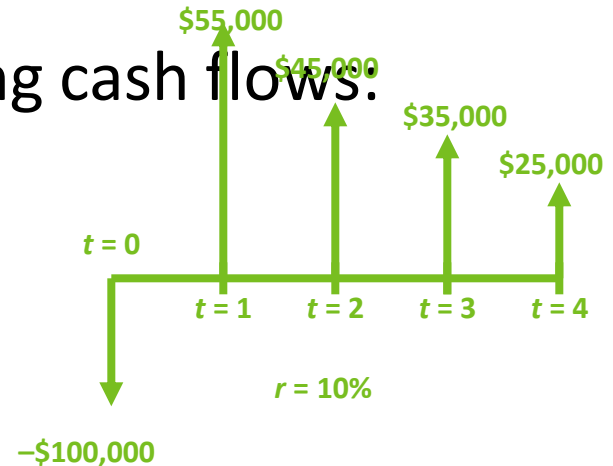 $55,000
ng cash flows:
$45,000
$35,000
$25,000
t = 0
t = 1 t = 2 t = 3 t = 4
r = 10%
–$100,000